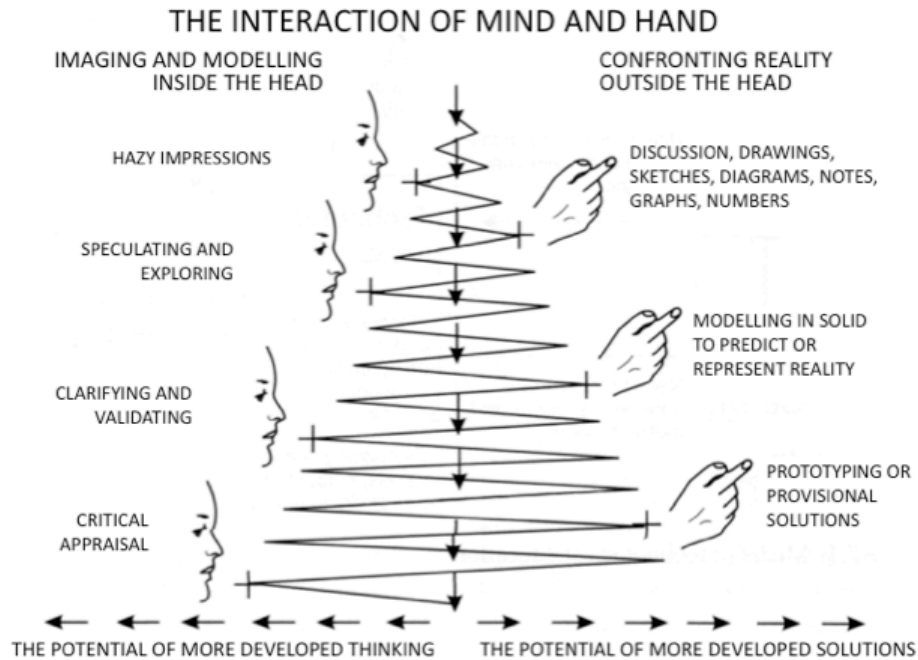 THE INTERACTION OF MIND AND HAND
IMAGING AND MODELLING
INSIDE THE HEAD
CONFRONTING REALITY
OUTSIDE THE HEAD
HAZY IMPRESSIONS
DISCUSSION, DRAWINGS,
SKETCHES, DIAGRAMS, NOTES,
GRAPHS, NUMBERS
SPECULATING AND
EXPLORING
MODELLING IN SOLID
TO PREDICT OR
REPRESENT REALITY
CLARIFYING AND
VALIDATING
PROTOTYPING OR
PROVISIONAL
SOLUTIONS
CRITICAL
APPRAISAL
THE POTENTIAL OF MORE DEVELOPED THINKING
THE POTENTIAL OF MORE DEVELOPED SOLUTIONS